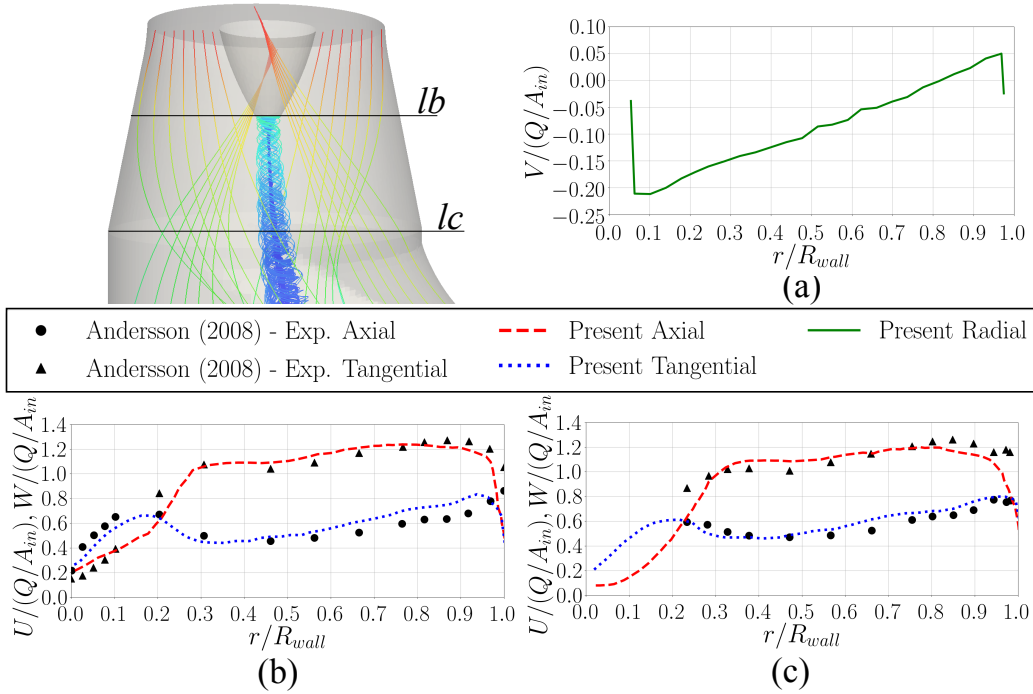 lb
lc
0.10
0.05
0.00
−0.05
−0.10
−0.15
−0.20
−0.25
V/(Q/A_in)
0.0 0.1 0.2 0.3 0.4 0.5 0.6 0.7 0.8 0.9 1.0
r/R_wall
(a)
Andersson (2008) - Exp. Axial
Present Axial
Present Radial
Andersson (2008) - Exp. Tangential
Present Tangential
1.4
1.2
1.0
0.8
0.6
0.4
0.2
0.0
U/(Q/A_in), W/(Q/A_in
0.0 0.1 0.2 0.3 0.4 0.5 0.6 0.7 0.8 0.9 1.0
r/R_wall
(b)
1.4
1.2
1.0
0.8
0.6
0.4
0.2
0.0
U/(Q/A_in), W/(Q/A_in
0.0 0.1 0.2 0.3 0.4 0.5 0.6 0.7 0.8 0.9 1.0
r/R_wall
(c)